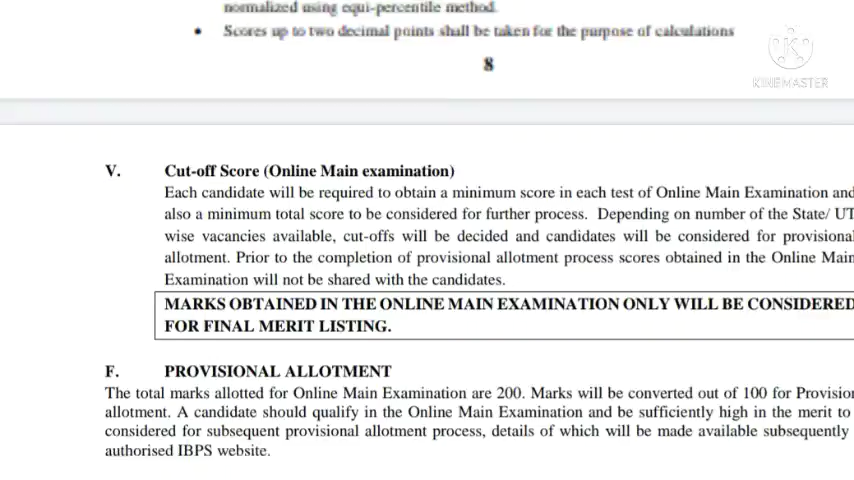 normalized using equi-percentile method.
• Scores up to two decimal points shall be taken for the purpose of calculations
8
KINEMASTER
V. Cut-off Score (Online Main examination)
Each candidate will be required to obtain a minimum score in each test of Online Main Examination and
also a minimum total score to be considered for further process. Depending on number of the State/ UT
wise vacancies available, cut-offs will be decided and candidates will be considered for provisional
allotment. Prior to the completion of provisional allotment process scores obtained in the Online Main
Examination will not be shared with the candidates.
MARKS OBTAINED IN THE ONLINE MAIN EXAMINATION ONLY WILL BE CONSIDERED
FOR FINAL MERIT LISTING.
F. PROVISIONAL ALLOTMENT
The total marks allotted for Online Main Examination are 200. Marks will be converted out of 100 for Provision
allotment. A candidate should qualify in the Online Main Examination and be sufficiently high in the merit to
considered for subsequent provisional allotment process, details of which will be made available subsequently
authorised IBPS website.